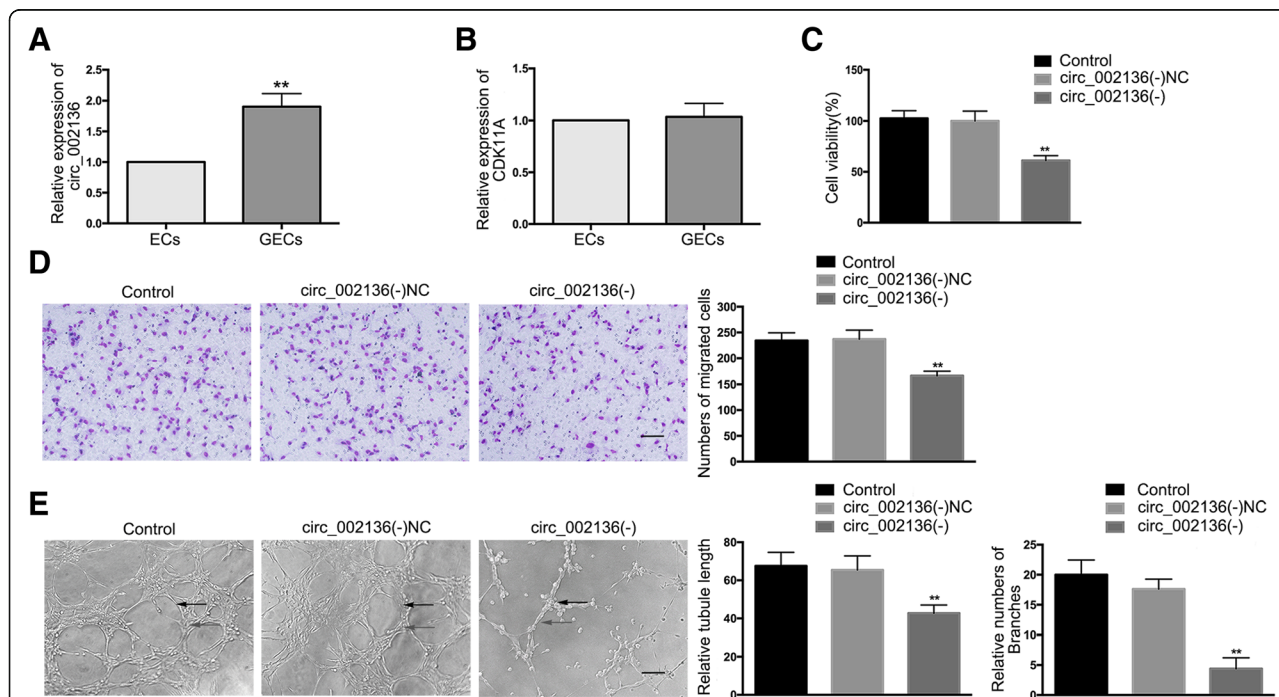 A
Relative expression of
circ_002136
2.5
2.0
1.5
1.0
0.5
0.0
**
ECs
GECs
B
Relative expression of
CDK11A
1.5
1.0
0.5
0.0
ECs
GECs
C
Cell viability(%)
150
100
50
0
**
Control
circ_002136(-)NC
circ_002136(-)
D
Control
circ_002136(-)NC
circ_002136(-)
Numbers of migrated cells
300
250
200
150
100
50
0
**
Control
circ_002136(-)NC
circ_002136(-)
E
Control
circ_002136(-)NC
circ_002136(-)
Relative tubule length
80
60
40
20
0
**
Control
circ_002136(-)NC
circ_002136(-)
Relative numbers of
Branches
25
20
15
10
5
0
**
Control
circ_002136(-)NC
circ_002136(-)